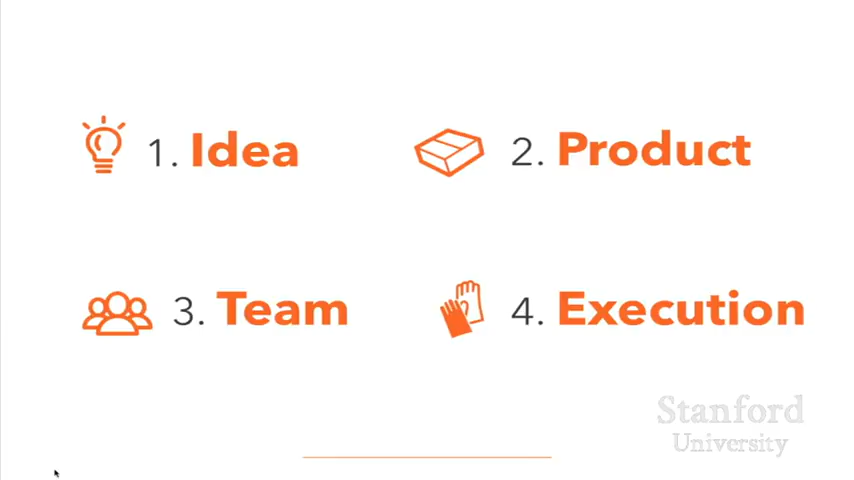 1. Idea
2. Product
3. Team
4. Execution
Stanford
University